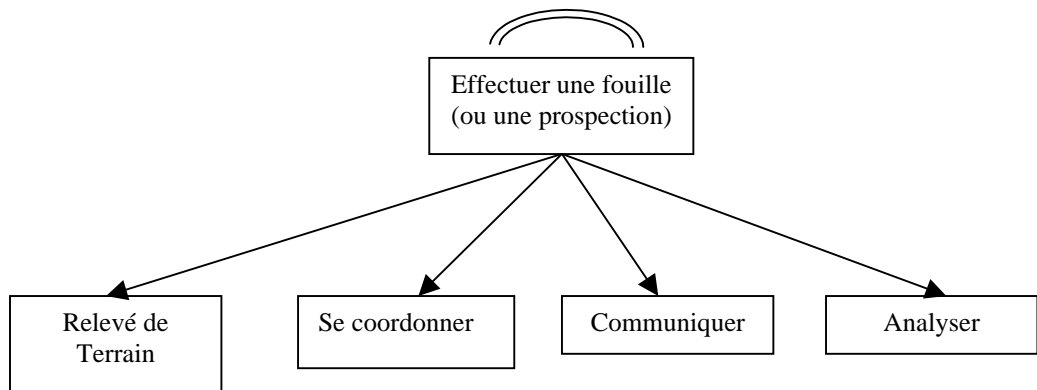 Effectuer une fouille
(ou une prospection)
Relevé de
Terrain
Se coordonner
Communiquer
Analyser